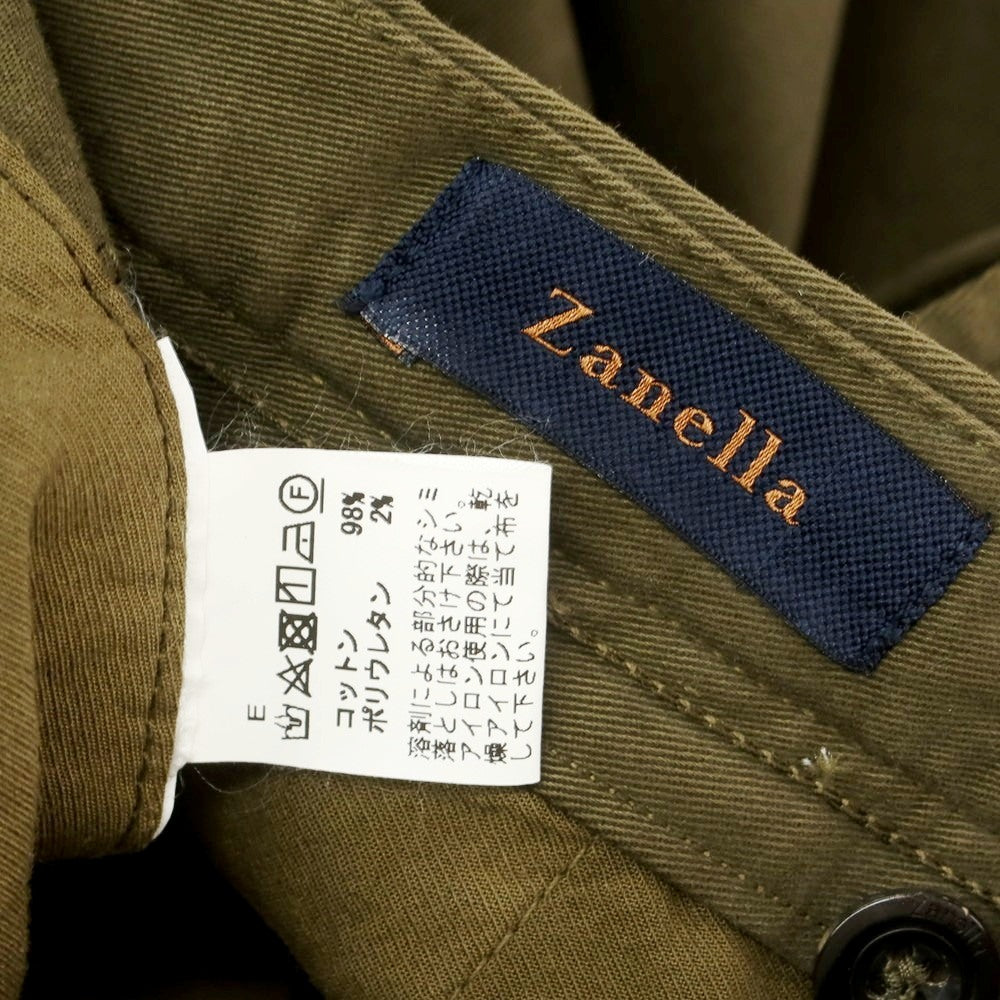 Zanella
E
F
コットン 98%
ポリウレタン 2%
溶剤による部分的なシミ
落としはお避け下さい。
アイロンお使用の際は、乾
燥アイロンにて当て布を
して下さい。
Zanella